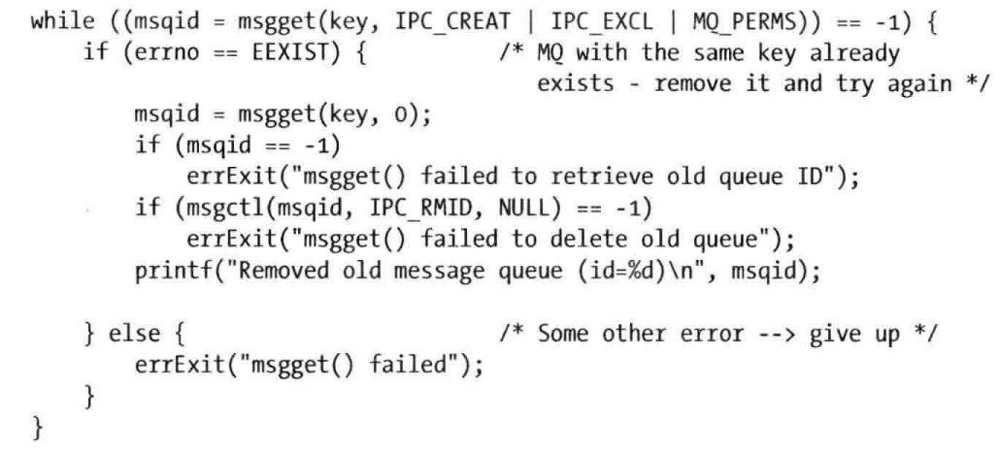 while ((msqid = msgget(key, IPC_CREAT | IPC_EXCL | MQ_PERMS)) == -1) {
    if (errno == EEXIST) {          /* MQ with the same key already
                                       exists - remove it and try again */
        msqid = msgget(key, 0);
        if (msqid == -1)
            errExit("msgget() failed to retrieve old queue ID");
        if (msgctl(msqid, IPC_RMID, NULL) == -1)
            errExit("msgget() failed to delete old queue");
        printf("Removed old message queue (id=%d)\n", msqid);

    } else {                        /* Some other error --> give up */
        errExit("msgget() failed");
    }
}